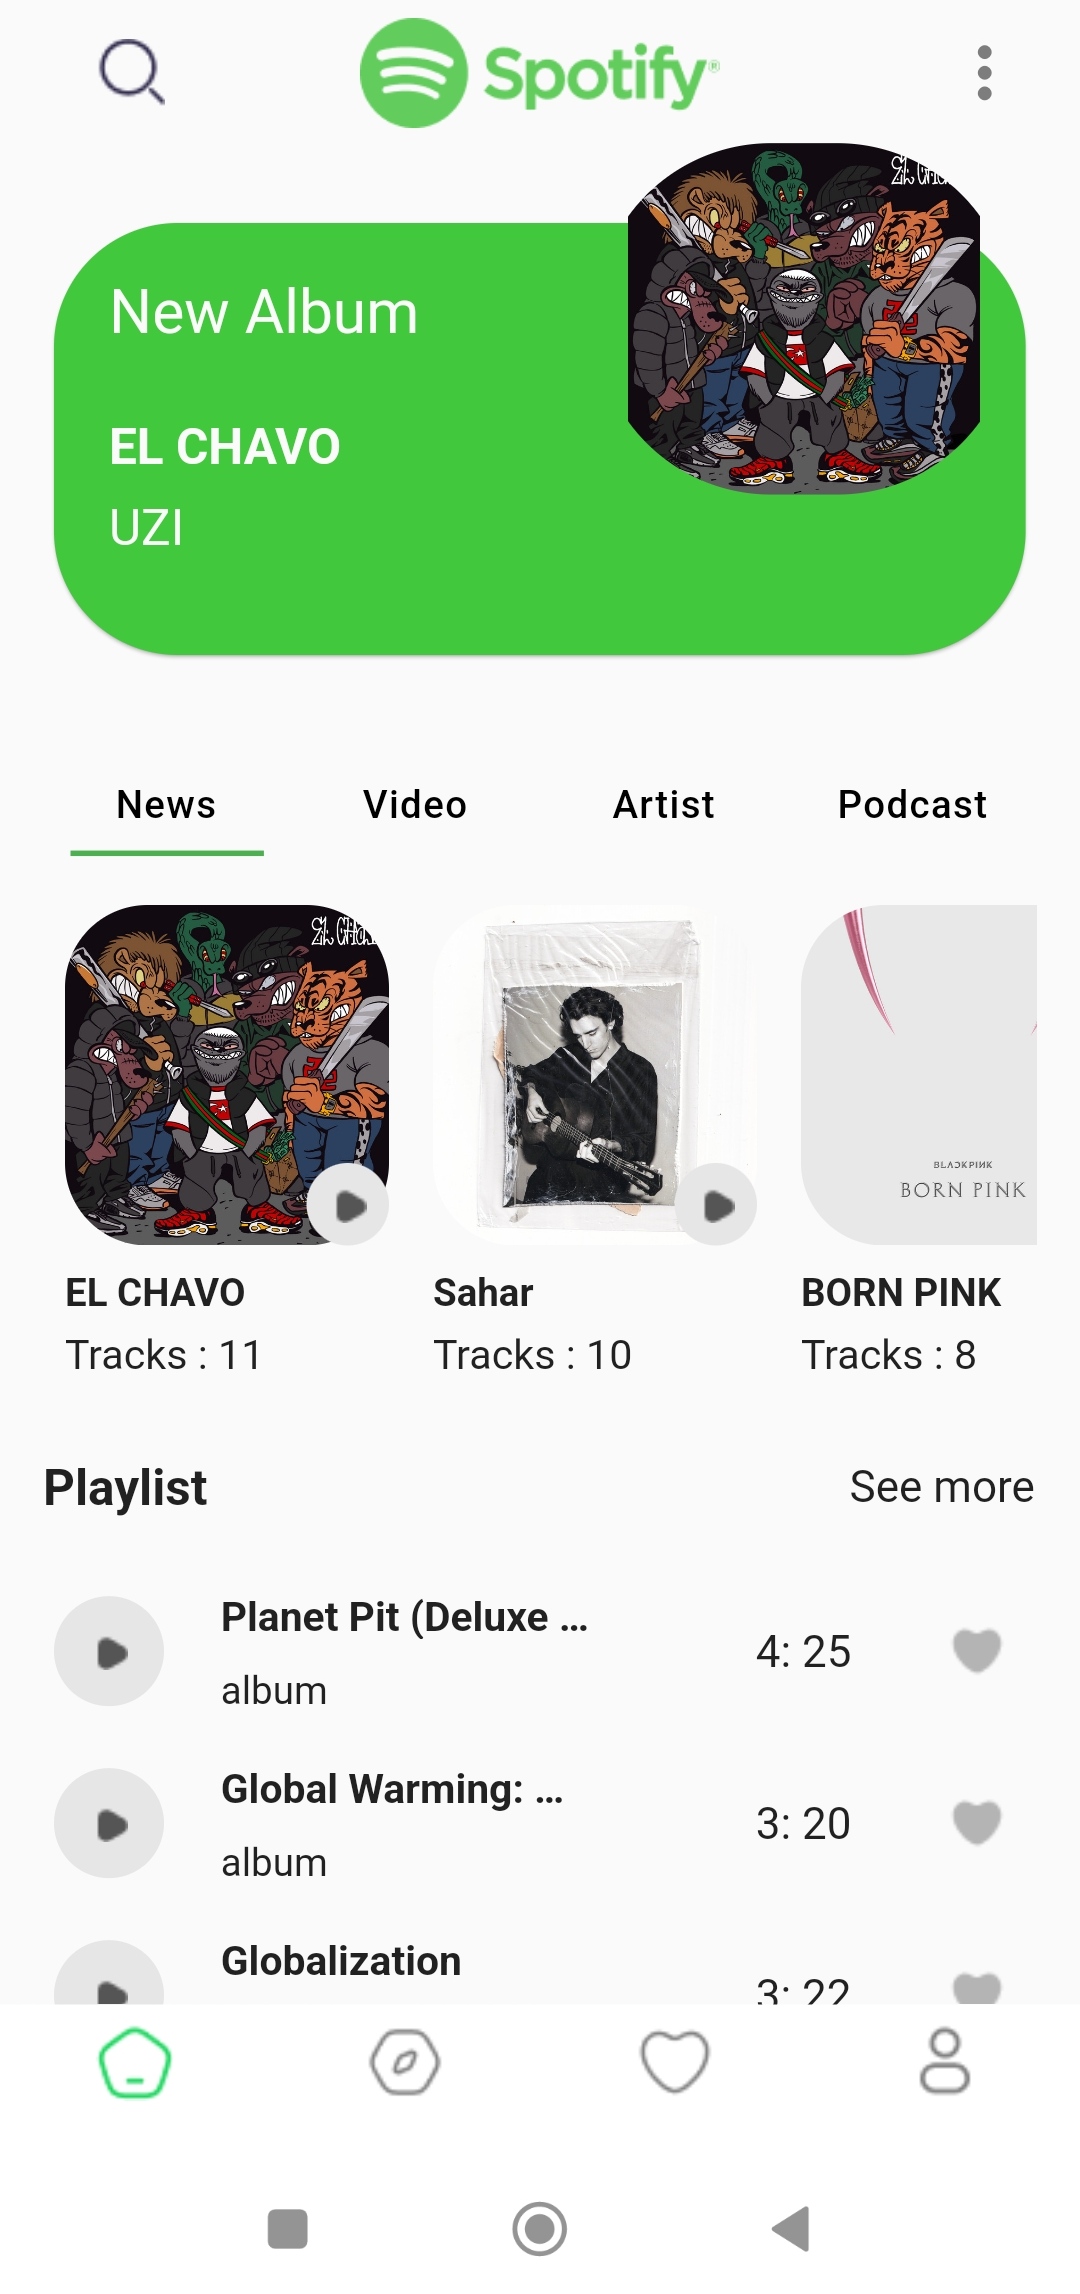 Spotify®
New Album
EL CHAVO
UZI
News Video Artist Podcast
BLACKPINK
BORN PINK
EL CHAVO Sahar BORN PINK
Tracks : 11 Tracks : 10 Tracks : 8
Playlist See more
Planet Pit (Deluxe ...
4: 25
album
Global Warming: ...
3: 20
album
Globalization
3: 22